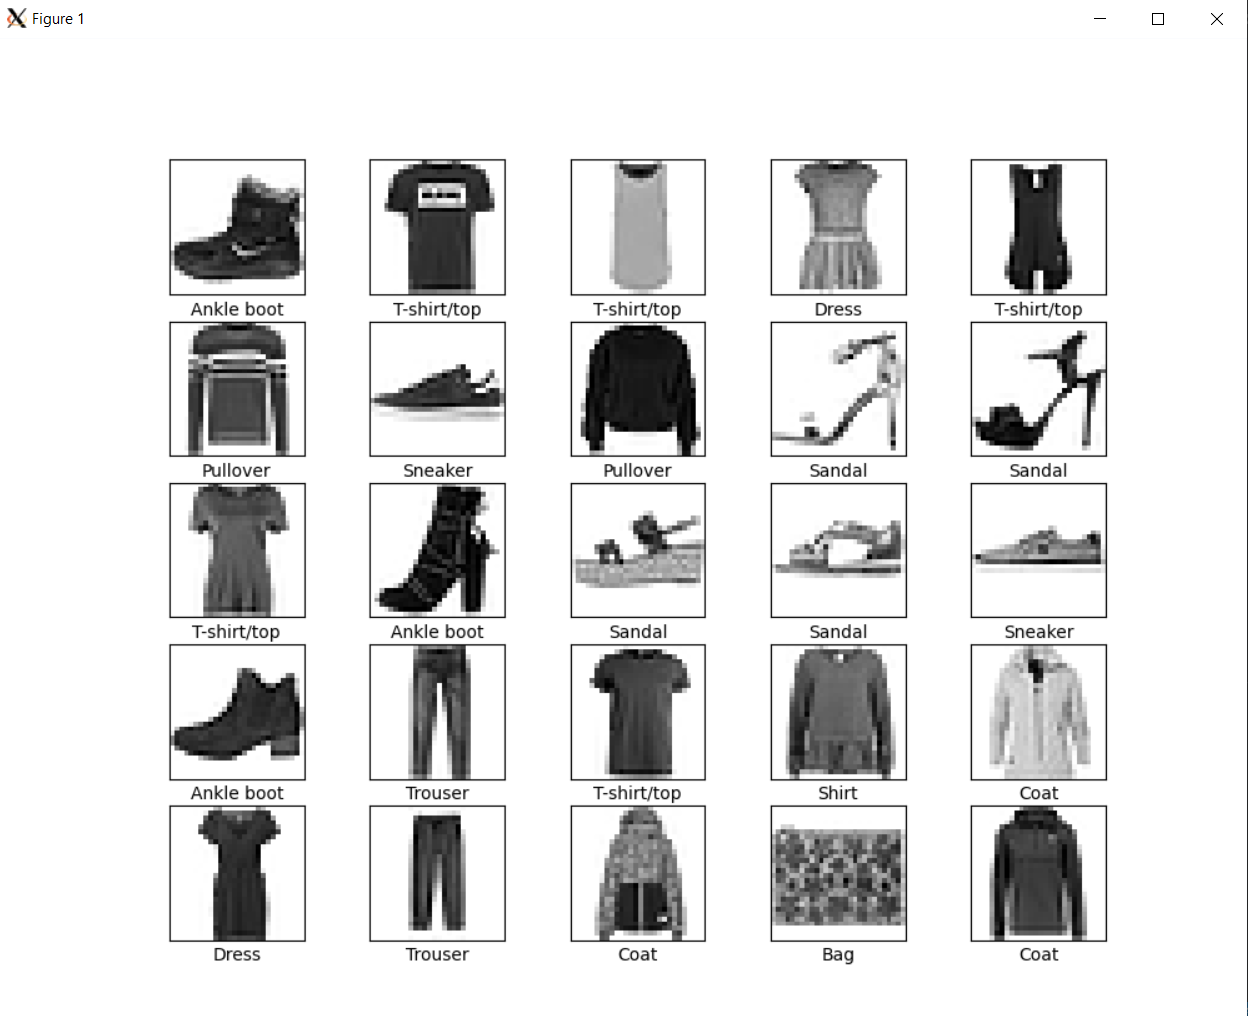 Figure 1
Ankle boot T-shirt/top T-shirt/top Dress T-shirt/top
Pullover Sneaker Pullover Sandal Sandal
T-shirt/top Ankle boot Sandal Sandal Sneaker
Ankle boot Trouser T-shirt/top Shirt Coat
Dress Trouser Coat Bag Coat